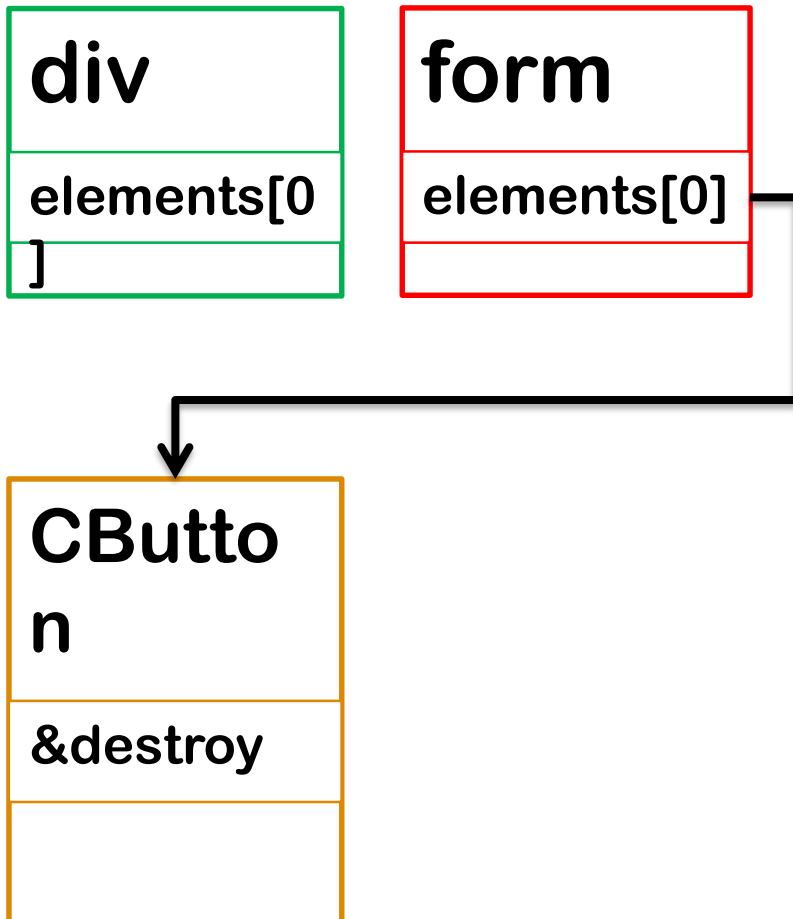 div
elements[0
]
form
elements[0]
CButto
n
&destroy